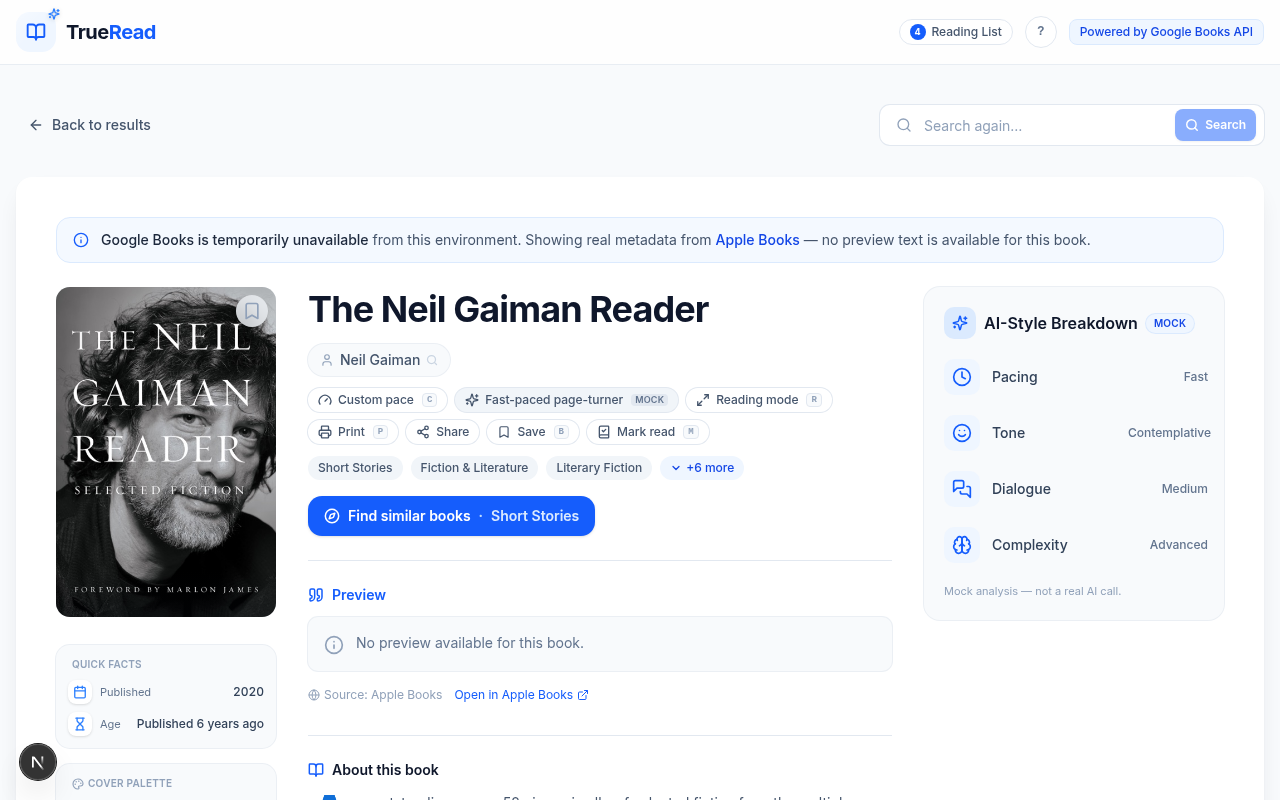 TrueRead
4 Reading List
?
Powered by Google Books API
Back to results
Search again...
Search
Google Books is temporarily unavailable from this environment. Showing real metadata from Apple Books — no preview text is available for this book.
THE NEIL
GAIMAN
READER
SELECTED FICTION
FOREWORD BY MARLON JAMES
The Neil Gaiman Reader
Neil Gaiman
Custom pace C
Fast-paced page-turner MOCK
Reading mode R
Print P
Share
Save B
Mark read M
Short Stories
Fiction & Literature
Literary Fiction
+6 more
Find similar books · Short Stories
Preview
No preview available for this book.
Source: Apple Books
Open in Apple Books
About this book
AI-Style Breakdown MOCK
Pacing Fast
Tone Contemplative
Dialogue Medium
Complexity Advanced
Mock analysis — not a real AI call.
QUICK FACTS
Published 2020
Age Published 6 years ago
COVER PALETTE
N